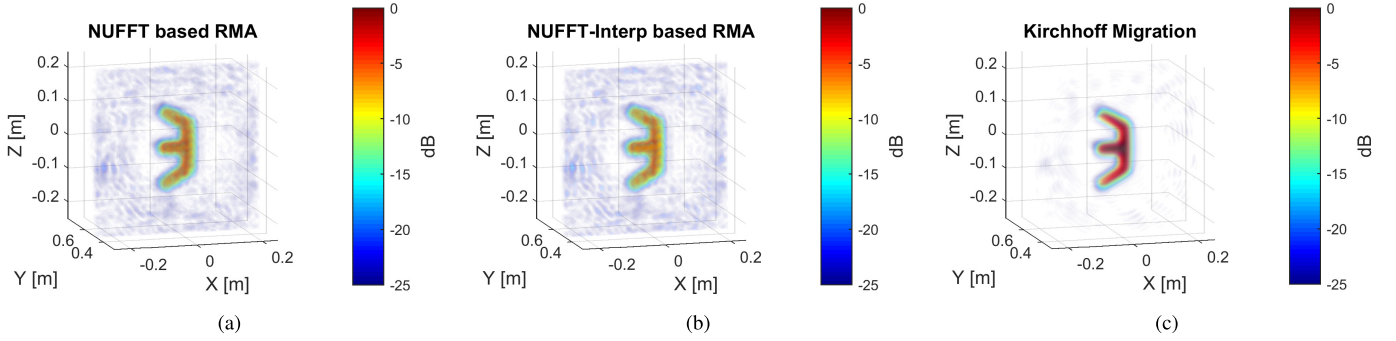 NUFFT based RMA
0.2
0.1
0
-0.1
-0.2
Z [m]
0.6
0.4
Y [m]
-0.2
0
0.2
X [m]
0
-5
-10
-15
-20
-25
dB
(a)
NUFFT-Interp based RMA
0.2
0.1
0
-0.1
-0.2
Z [m]
0.6
0.4
Y [m]
-0.2
0
0.2
X [m]
0
-5
-10
-15
-20
-25
dB
(b)
Kirchhoff Migration
0.2
0.1
0
-0.1
-0.2
Z [m]
0.6
0.4
Y [m]
-0.2
0
0.2
X [m]
0
-5
-10
-15
-20
-25
dB
(c)